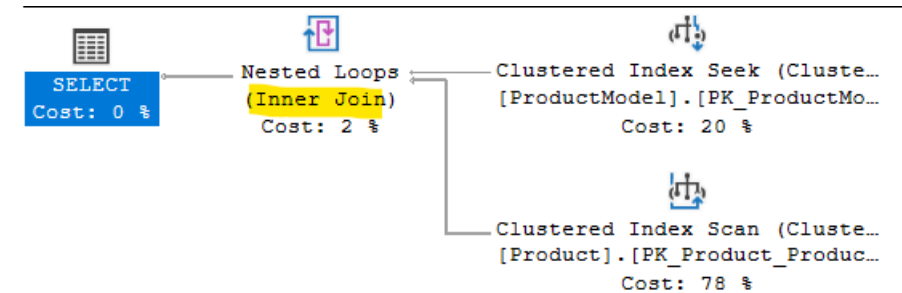 SELECT
Cost: 0 %
Nested Loops
(Inner Join)
Cost: 2 %
Clustered Index Seek (Cluste…
[ProductModel].[PK_ProductMo…
Cost: 20 %
Clustered Index Scan (Cluste…
[Product].[PK_Product_Produc…
Cost: 78 %